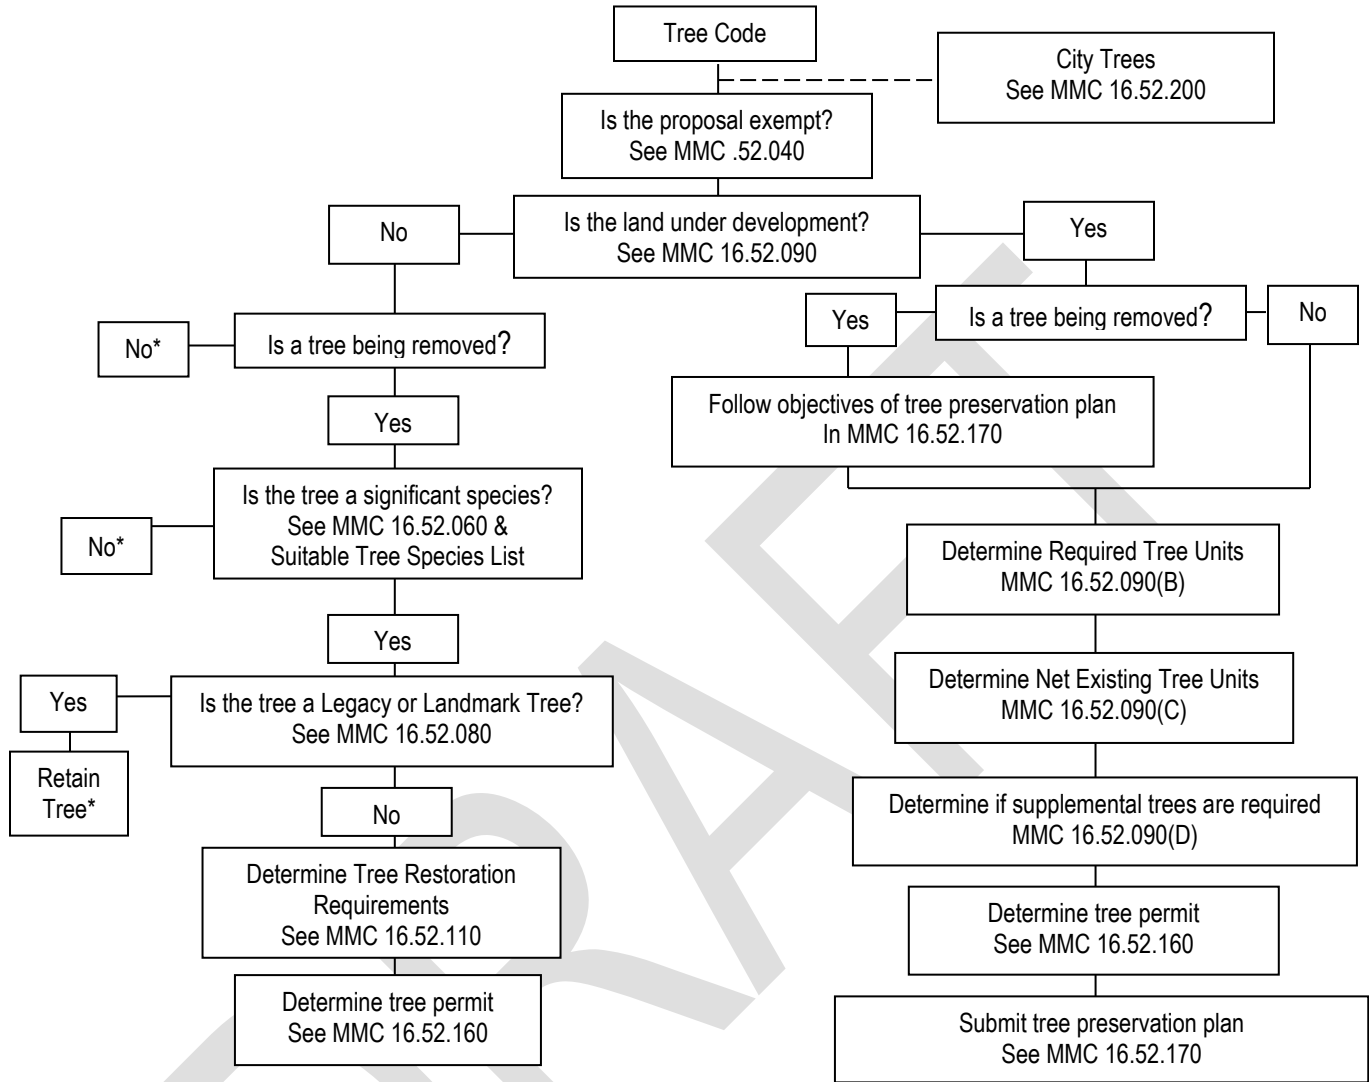 Tree Code
City Trees
See MMC 16.52.200
Is the proposal exempt?
See MMC .52.040
Is the land under development?
See MMC 16.52.090
No
Yes
Is a tree being removed?
No*
Yes
Is the tree a significant species?
See MMC 16.52.060 &
Suitable Tree Species List
No*
Yes
Is the tree a Legacy or Landmark Tree?
See MMC 16.52.080
Yes
Retain
Tree*
No
Determine Tree Restoration
Requirements
See MMC 16.52.110
Determine tree permit
See MMC 16.52.160
Is a tree being removed?
Yes
No
Follow objectives of tree preservation plan
In MMC 16.52.170
Determine Required Tree Units
MMC 16.52.090(B)
Determine Net Existing Tree Units
MMC 16.52.090(C)
Determine if supplemental trees are required
MMC 16.52.090(D)
Determine tree permit
See MMC 16.52.160
Submit tree preservation plan
See MMC 16.52.170
DRAFT